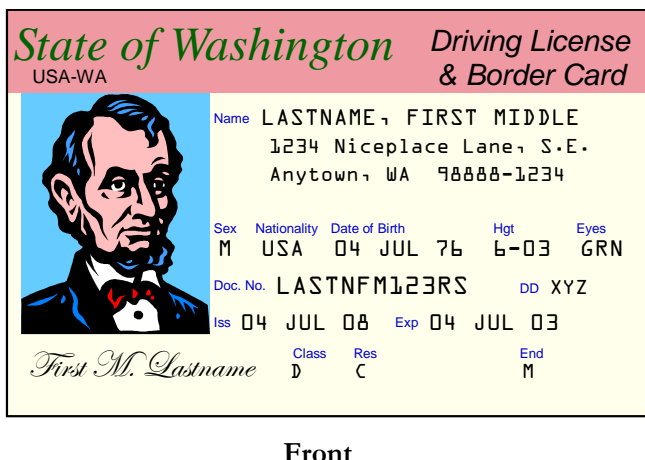 State of Washington Driving License
USA-WA & Border Card
Name LASTNAME, FIRST MIDDLE
1234 Niceplace Lane, S.E.
Anytown, WA 98888-1234
Sex Nationality Date of Birth Hgt Eyes
M USA 04 JUL 76 6-03 GRN
Doc. No. LASTNFM123RS DD XYZ
Iss 04 JUL 08 Exp 04 JUL 03
Class Res End
First M. Lastname D C M
Front